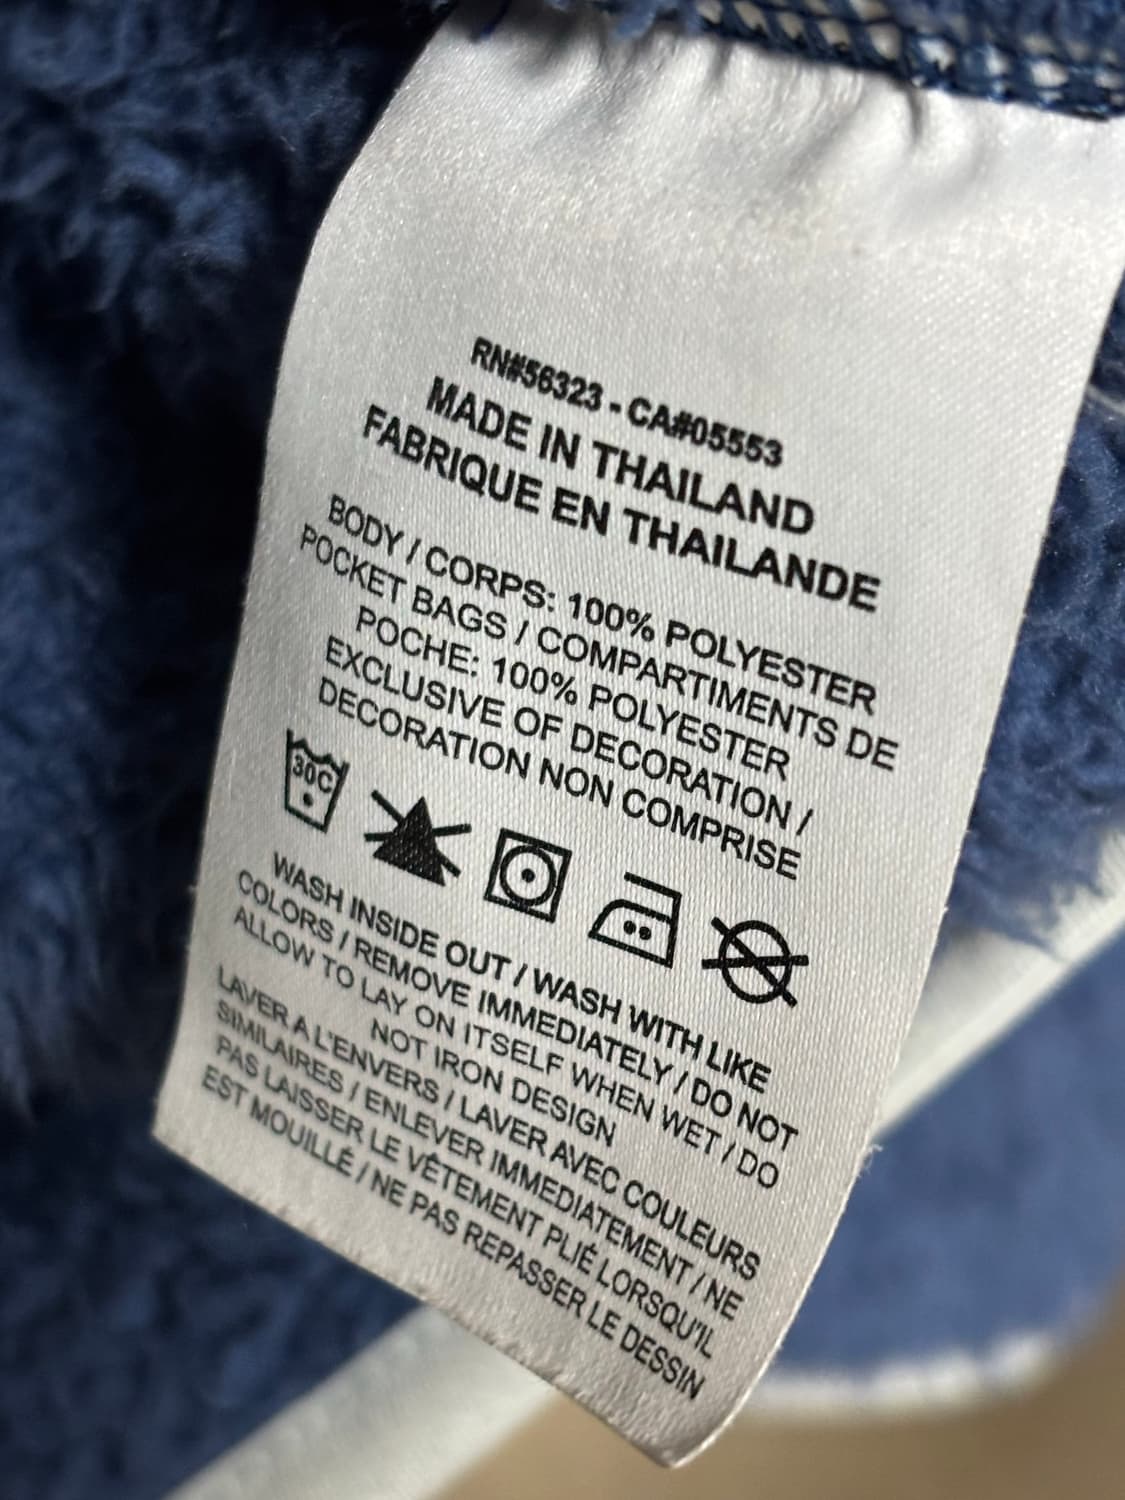 RN#56323 - CA#05553
MADE IN THAILAND
FABRIQUE EN THAILANDE
BODY / CORPS: 100% POLYESTER
POCKET BAGS / COMPARTIMENTS DE
POCHE: 100% POLYESTER
EXCLUSIVE OF DECORATION /
DECORATION NON COMPRISE
30C
WASH INSIDE OUT / WASH WITH LIKE
COLORS / REMOVE IMMEDIATELY / DO NOT
ALLOW TO LAY ON ITSELF WHEN WET / DO
NOT IRON DESIGN
LAVER A L'ENVERS / LAVER AVEC COULEURS
SIMILAIRES / ENLEVER IMMEDIATEMENT / NE
PAS LAISSER LE VÊTEMENT PLIÉ LORSQU'IL
EST MOUILLÉ / NE PAS REPASSER LE DESSIN